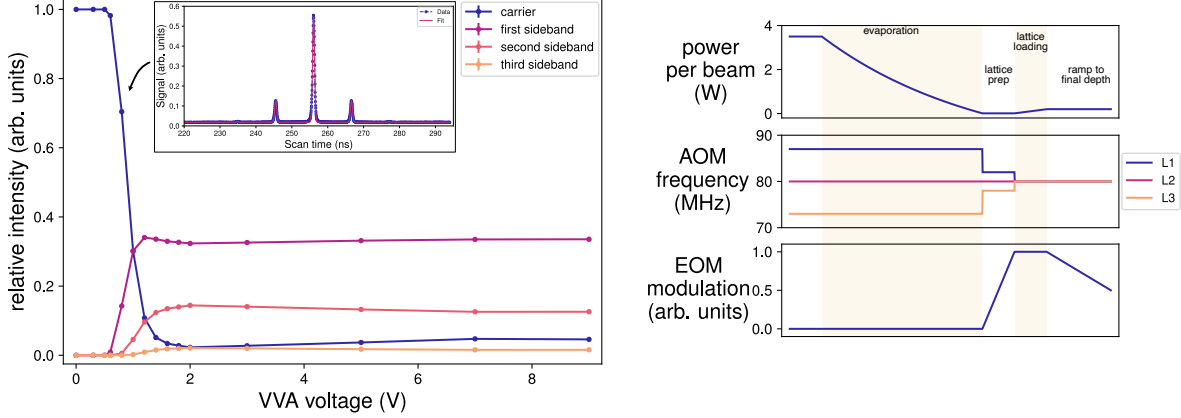 relative intensity (arb. units)
1.0
0.8
0.6
0.4
0.2
0.0
0
2
4
6
8
VVA voltage (V)
Signal (arb. units)
0.6
0.5
0.4
0.3
0.2
0.1
0.0
220
230
240
250
260
270
280
290
Scan time (ns)
Data
Fit
carrier
first sideband
second sideband
third sideband
power
per beam
(W)
4
2
0
evaporation
lattice
prep
lattice
loading
ramp to
final depth
AOM
frequency
(MHz)
90
80
70
L1
L2
L3
EOM
modulation
(arb. units)
1.0
0.5
0.0